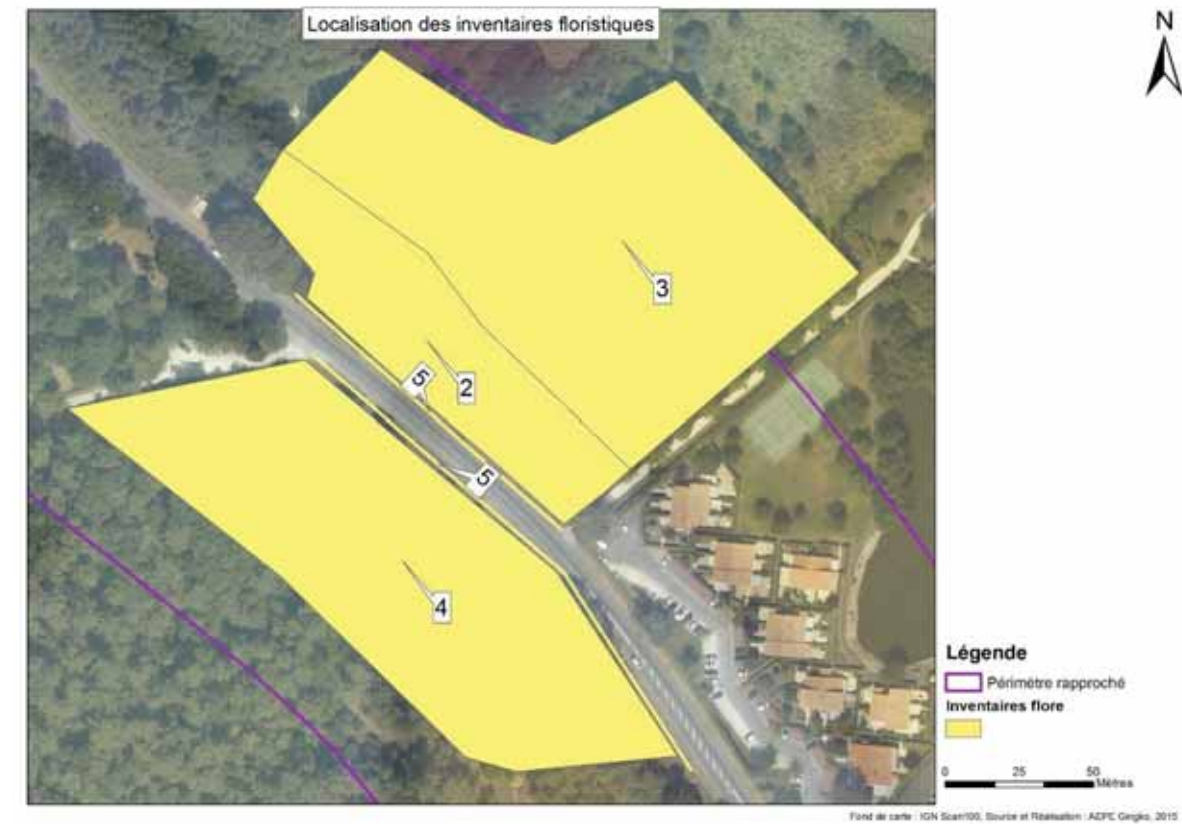 Localisation des inventaires floristiques
N
3
5
2
5
4
Légende
Périmètre rapproché
Inventaires flore
0 25 50
Mètres
Fond de carte : IGN Scan100, Source et Réalisation : ADPE Gingko, 2015